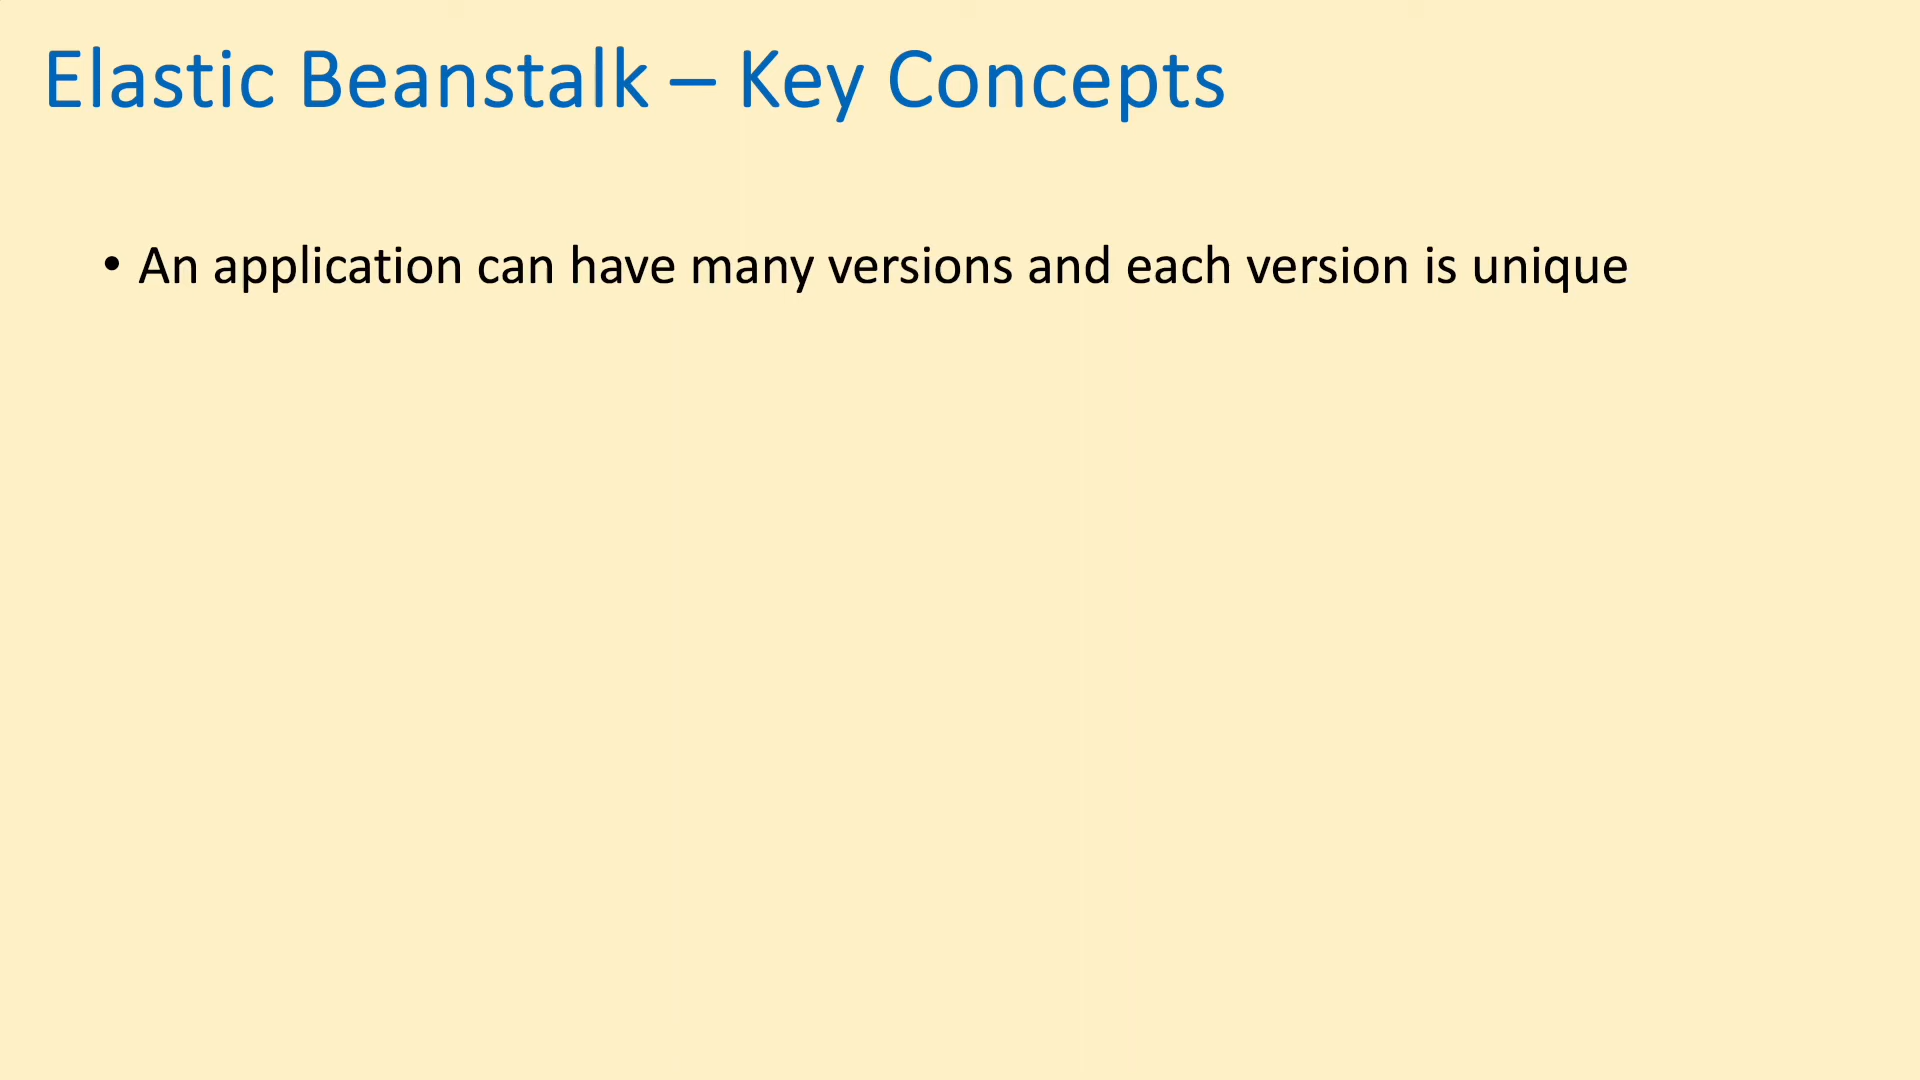 Elastic Beanstalk – Key Concepts
• An application can have many versions and each version is unique